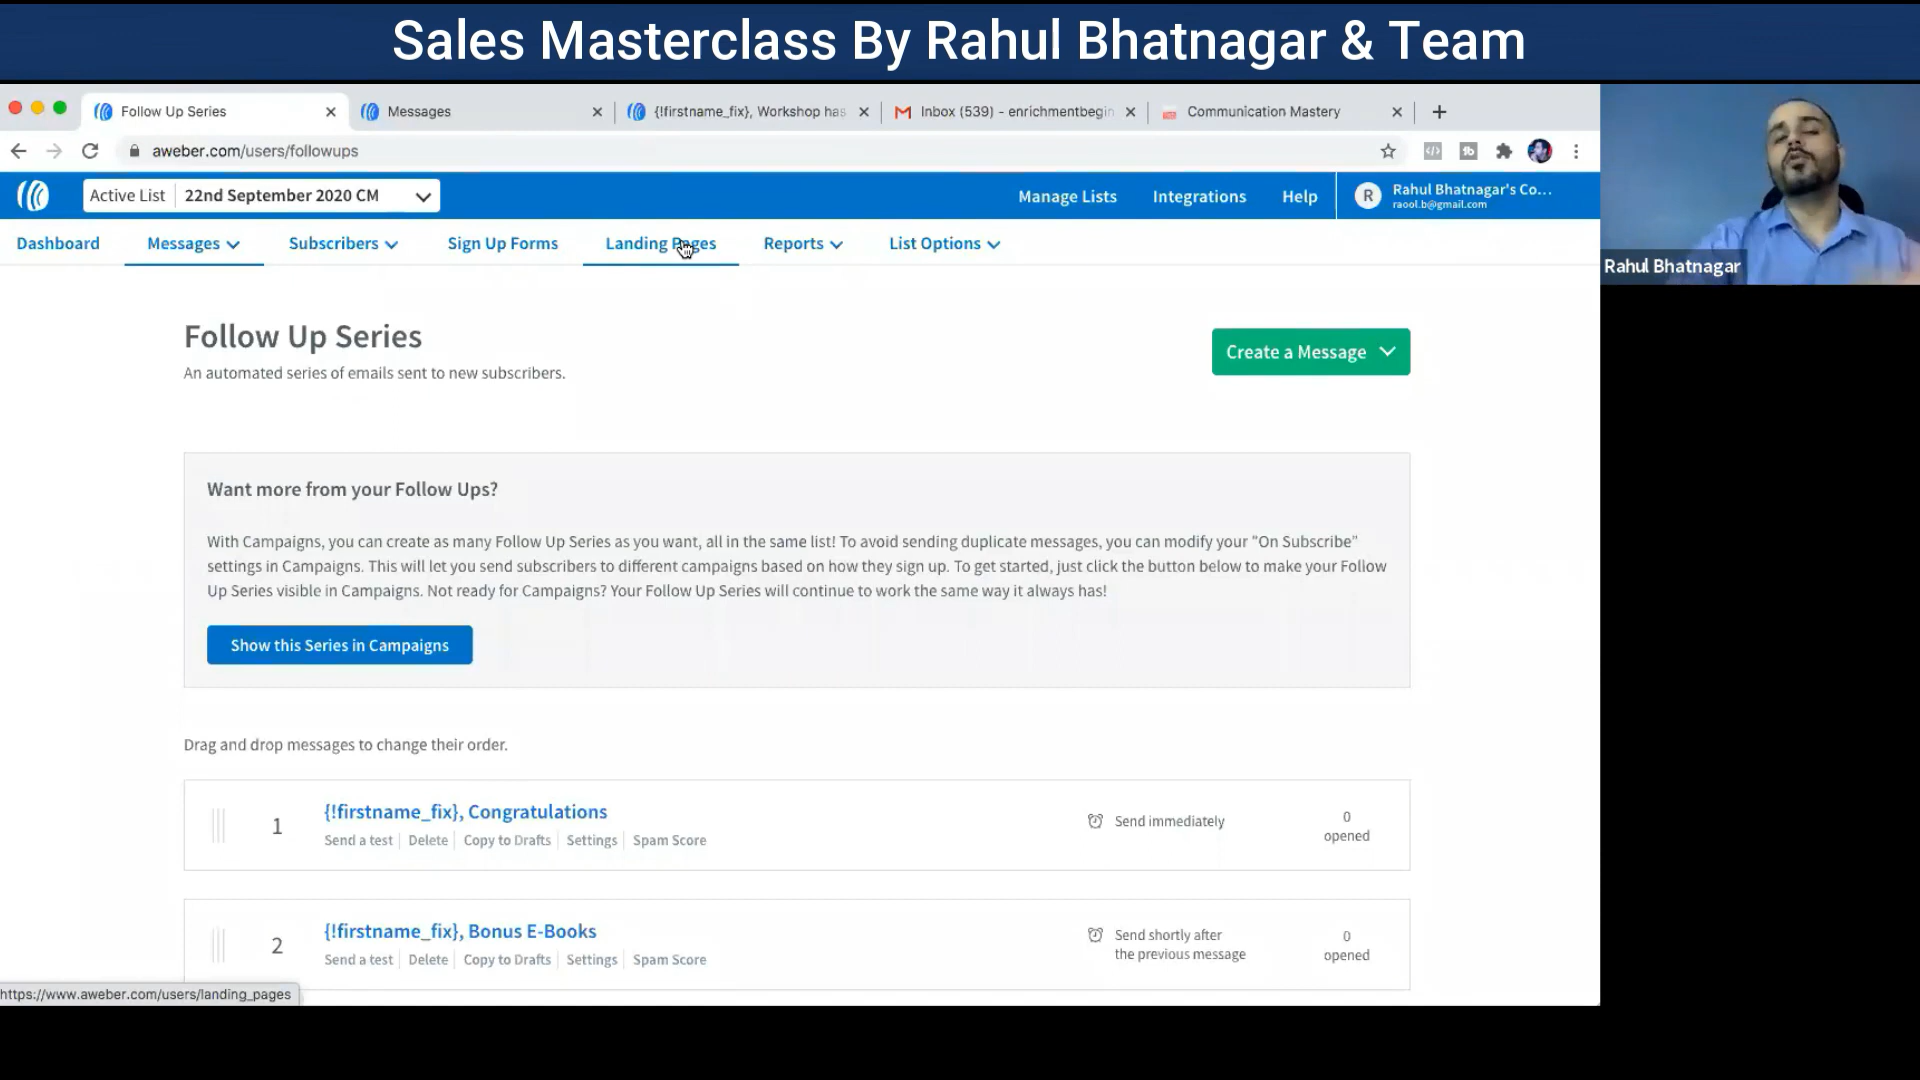 Sales Masterclass By Rahul Bhatnagar & Team
Follow Up Series
Messages
{!firstname_fix}, Workshop has
Inbox (539) - enrichmentbegin
Communication Mastery
aweber.com/users/followups
Active List
22nd September 2020 CM
Manage Lists
Integrations
Help
R
Rahul Bhatnagar's Co...
raool.b@gmail.com
Dashboard
Messages
Subscribers
Sign Up Forms
Landing Pages
Reports
List Options
Rahul Bhatnagar
Follow Up Series
An automated series of emails sent to new subscribers.
Create a Message
Want more from your Follow Ups?
With Campaigns, you can create as many Follow Up Series as you want, all in the same list! To avoid sending duplicate messages, you can modify your "On Subscribe"
settings in Campaigns. This will let you send subscribers to different campaigns based on how they sign up. To get started, just click the button below to make your Follow
Up Series visible in Campaigns. Not ready for Campaigns? Your Follow Up Series will continue to work the same way it always has!
Show this Series in Campaigns
Drag and drop messages to change their order.
1
{!firstname_fix}, Congratulations
Send a test
Delete
Copy to Drafts
Settings
Spam Score
Send immediately
0
opened
2
{!firstname_fix}, Bonus E-Books
Send a test
Delete
Copy to Drafts
Settings
Spam Score
Send shortly after
the previous message
0
opened
https://www.aweber.com/users/landing_pages